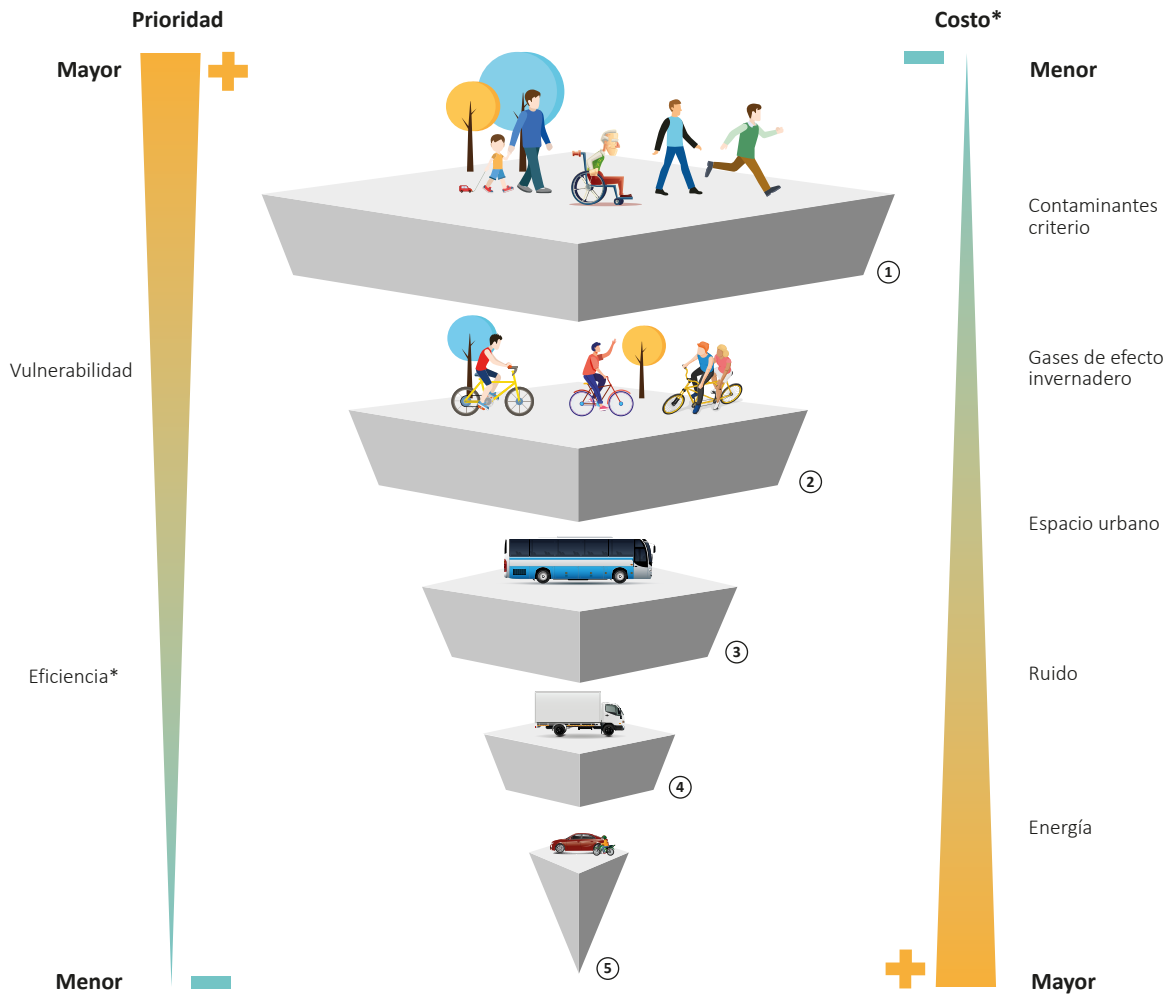 Prioridad
Costo*
Mayor
Menor
Contaminantes
criterio
1
Vulnerabilidad
Gases de efecto
invernadero
2
Espacio urbano
3
Eficiencia*
Ruido
4
Energía
5
Menor
Mayor